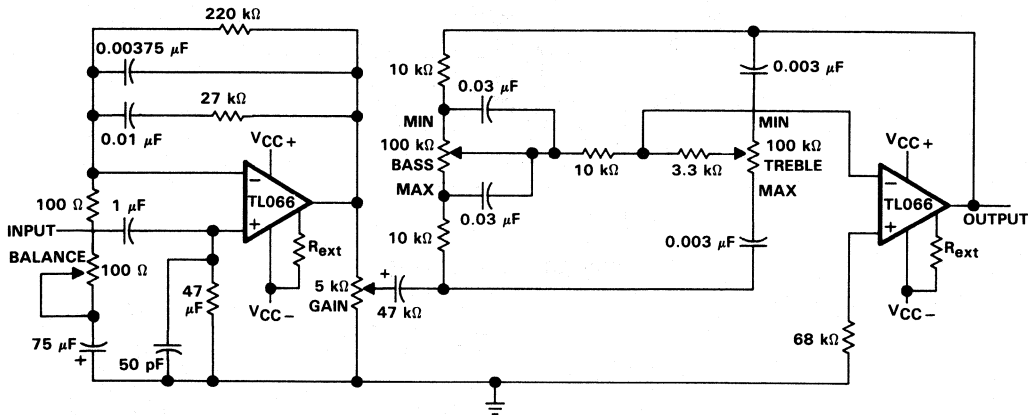 220 kΩ
0.00375 μF
27 kΩ
0.01 μF
VCC+
100 Ω
1 μF
−
TL066
+
INPUT
BALANCE
100 Ω
Rext
47
μF
5 kΩ
GAIN
+
47 kΩ
VCC−
75 μF
+
50 pF
10 kΩ
0.03 μF
MIN
100 kΩ
BASS
MAX
0.03 μF
10 kΩ
10 kΩ
3.3 kΩ
0.003 μF
MIN
100 kΩ
TREBLE
MAX
0.003 μF
VCC+
−
TL066
+
OUTPUT
Rext
VCC−
68 kΩ